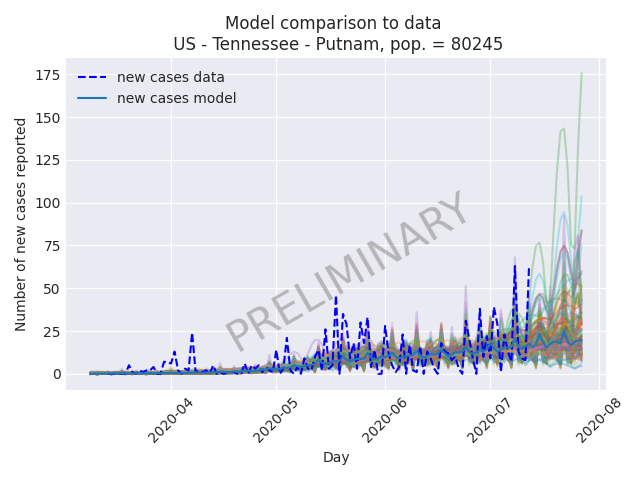 Model comparison to data
US - Tennessee - Putnam, pop. = 80245
new cases data
new cases model
PRELIMINARY
Number of new cases reported
175
150
125
100
75
50
25
0
2020-04
2020-05
2020-06
2020-07
2020-08
Day